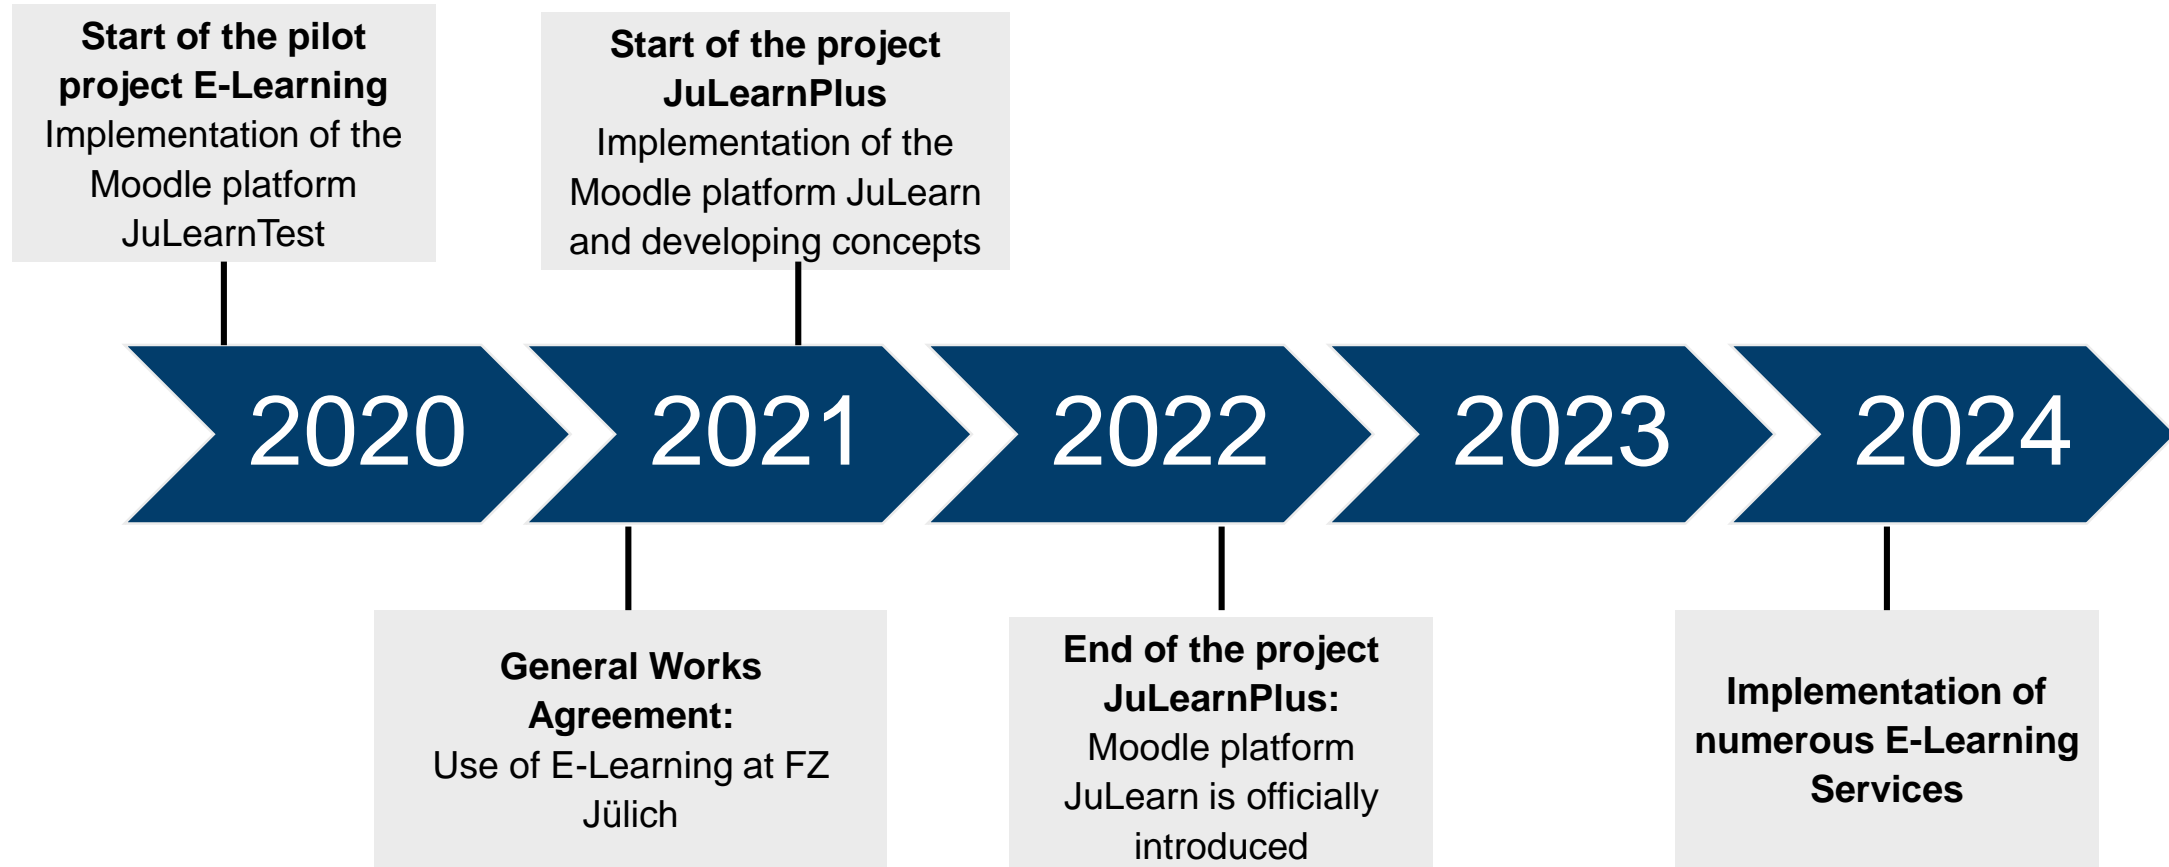 Start of the pilot
project E-Learning
Implementation of the
Moodle platform
JuLearnTest
Start of the project
JuLearnPlus
Implementation of the
Moodle platform JuLearn
and developing concepts
2020
2021
2022
2023
2024
General Works
Agreement:
Use of E-Learning at FZ
Jülich
End of the project
JuLearnPlus:
Moodle platform
JuLearn is officially
introduced
Implementation of
numerous E-Learning
Services